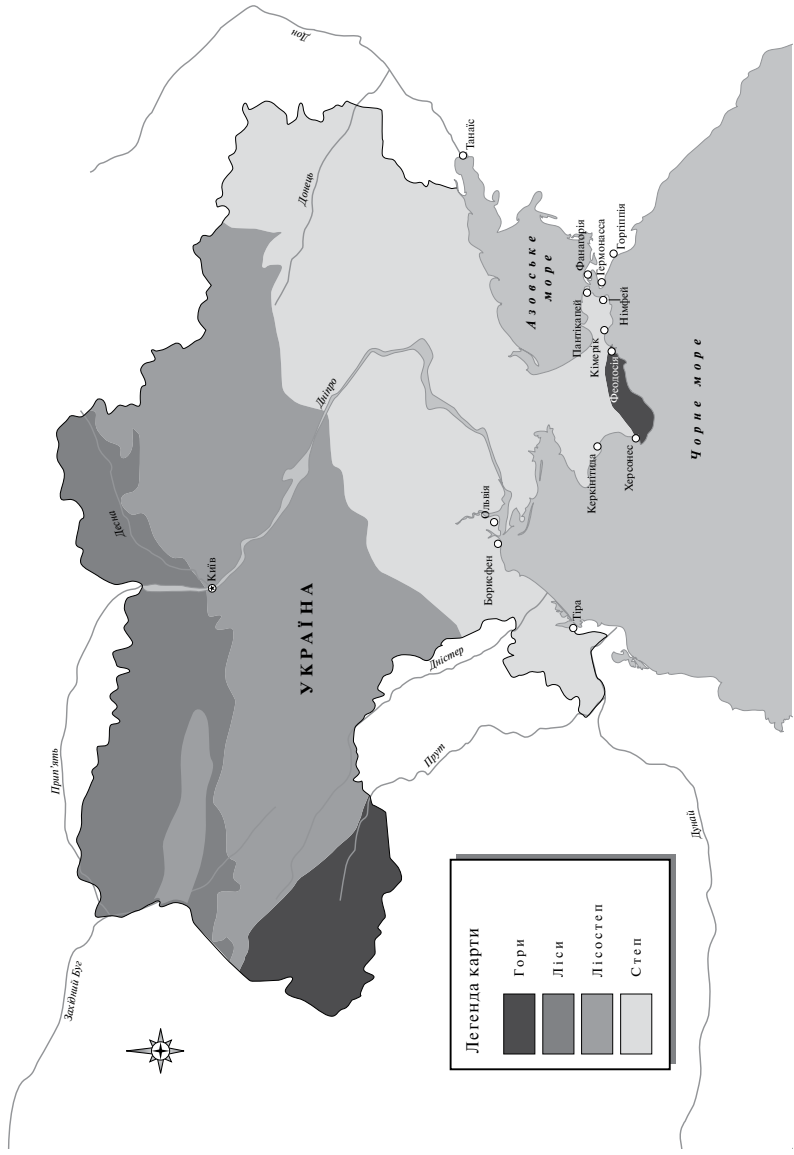 Дон
Донець
Танаїс
Азовське
море
Фанагорія
Гермонасса
Горгіппія
Пантікапей
Німфей
Кімерік
Феодосія
Чорне море
Керкінітида
Херсонес
Дніпро
Десна
Київ
УКРАЇНА
Ольвія
Борисфен
Тіра
Дністер
Прут
Прип'ять
Західний Буг
Дунай
Легенда карти
Гори
Ліси
Лісостеп
Степ